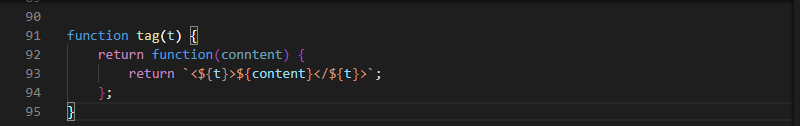 90
91 function tag(t) {
92 return function(conntent) {
93 return `<${t}>${content}</${t}>`;
94 };
95 }